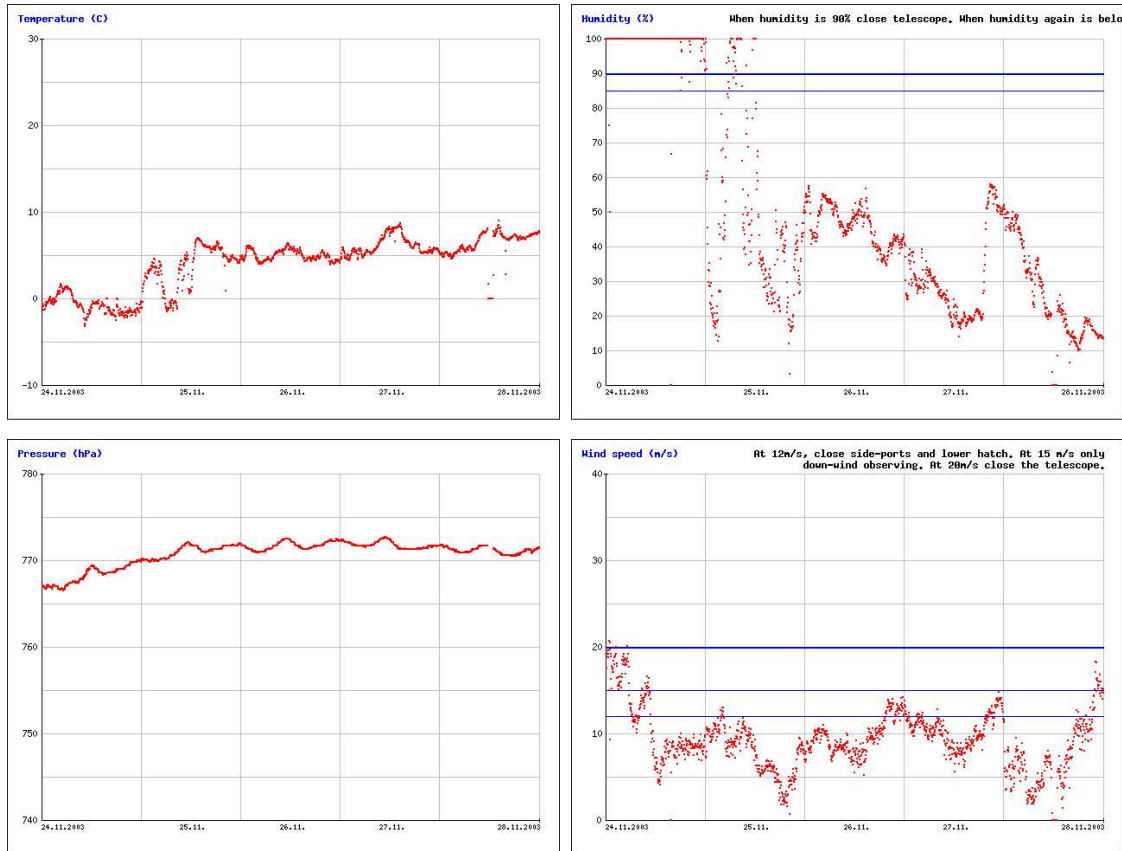 Temperature (C)
30
20
10
0
-10
24.11.2003 25.11. 26.11. 27.11. 28.11.2003
Humidity (%) When humidity is 90% close telescope. When humidity again is belo
100
90
80
70
60
50
40
30
20
10
0
24.11.2003 25.11. 26.11. 27.11. 28.11.2003
Pressure (hPa)
780
770
760
750
740
24.11.2003 25.11. 26.11. 27.11. 28.11.2003
Wind speed (m/s) At 12m/s, close side-ports and lower hatch. At 15 m/s only
down-wind observing. At 20m/s close the telescope.
40
30
20
10
0
24.11.2003 25.11. 26.11. 27.11. 28.11.2003